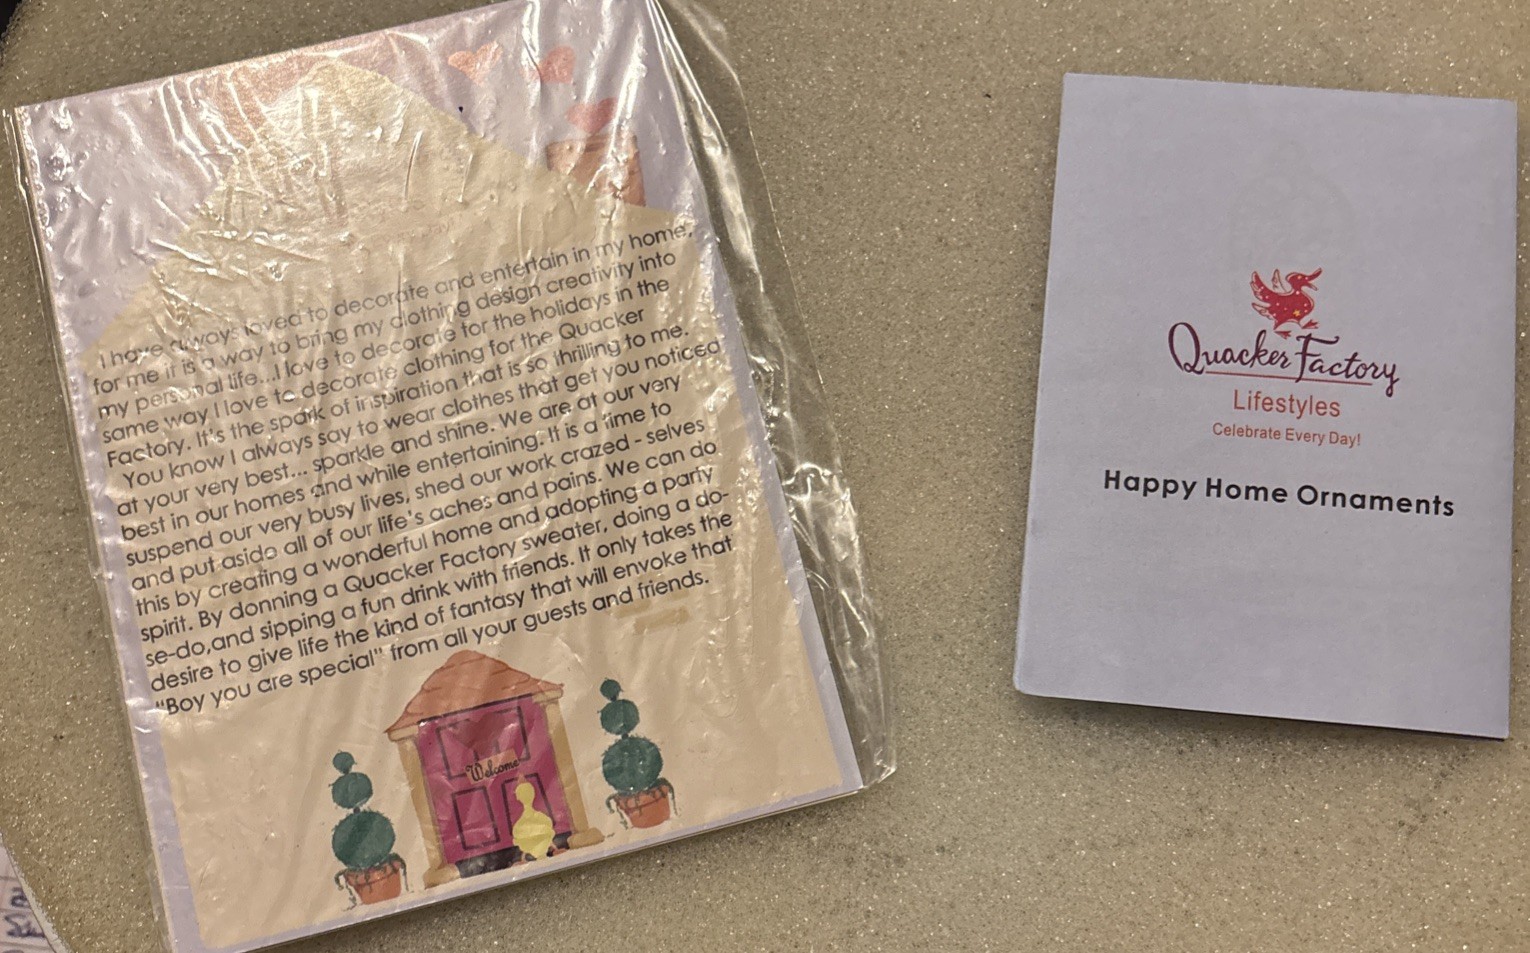 I have always loved to decorate and entertain in my home,
for me it is a way to bring my clothing design creativity into
my personal life...I love to decorate for the holidays in the
same way I love to decorate clothing for the Quacker
Factory. It's the spark of inspiration that is so thrilling to me.
You know I always say to wear clothes that get you noticed
at your very best... sparkle and shine. We are at our very
best in our homes and while entertaining. It is a time to
suspend our very busy lives, shed our work crazed - selves
and put aside all of our life's aches and pains. We can do
this by creating a wonderful home and adopting a party
spirit. By donning a Quacker Factory sweater, doing a do-
se-do,and sipping a fun drink with friends. It only takes the
desire to give life the kind of fantasy that will envoke that
"Boy you are special" from all your guests and friends.
Welcome
Quacker Factory
Lifestyles
Celebrate Every Day!
Happy Home Ornaments